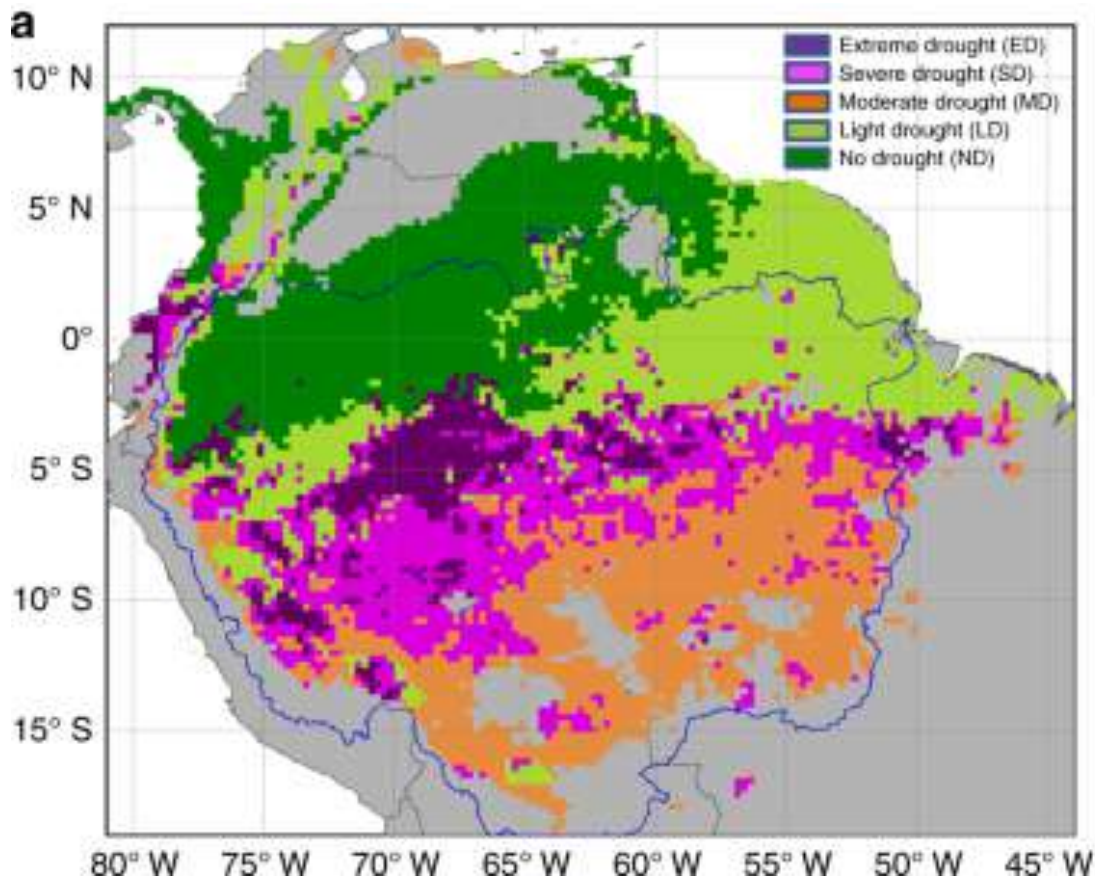 a
Extreme drought (ED)
Severe drought (SD)
Moderate drought (MD)
Light drought (LD)
No drought (ND)
10° N
5° N
0°
5° S
10° S
15° S
80° W 75° W 70° W 65° W 60° W 55° W 50° W 45° W